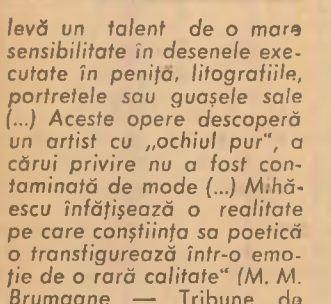 levă un talent de o mare
sensibilitate în desenele exe-
cutate în peniță, litografiile,
portretele sau guașele sale
(...) Aceste opere descoperă
un artist cu „ochiul pur", a
cărui privire nu a fost con-
taminată de mode (...) Mihă-
escu înfățișează o realitate
pe care conștiința sa poetică
o transfigurează într-o emo-
ție de o rară calitate" (M. M.
Brumagne — Tribune de